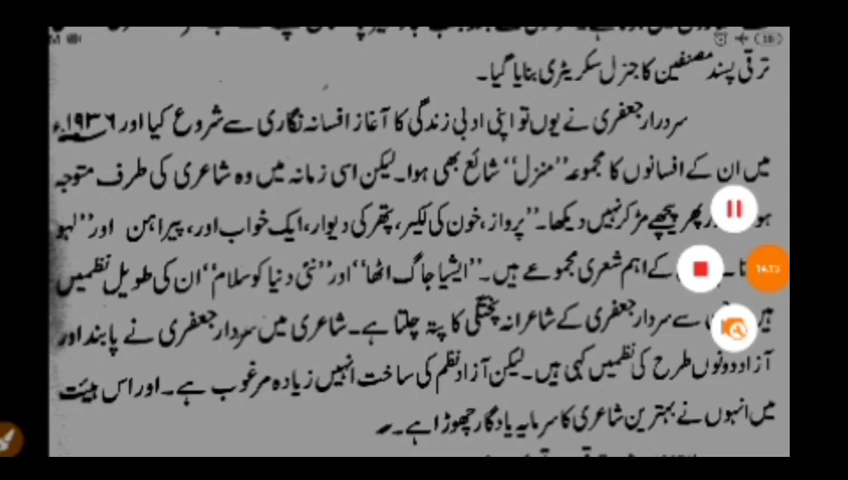 ترقی پسند مصنفین کا جنرل سکریٹری بنایا گیا۔
سردار جعفری نے یوں تو اپنی ادبی زندگی کا آغاز افسانہ نگاری سے شروع کیا اور ۱۹۳۶ء
میں ان کے افسانوں کا مجموعہ ’’منزل‘‘ شائع بھی ہوا۔ لیکن اسی زمانہ میں وہ شاعری کی طرف متوجہ
ہو پھر پیچھے مڑ کر نہیں دیکھا۔ ’’پرواز، خون کی لکیر، پتھر کی دیوار، ایک خواب اور، پیراہن اور ’’لہو
کے اہم شعری مجموعے ہیں۔ ’’ایشیا جاگ اٹھا‘‘ اور ’’نئی دنیا کو سلام‘‘ ان کی طویل نظمیں
سے سردار جعفری کے شاعرانہ پختگی کا پتہ چلتا ہے۔ شاعری میں سردار جعفری نے پابند اور
آزاد دونوں طرح کی نظمیں کہی ہیں۔ لیکن آزاد نظم کی ساخت انہیں زیادہ مرغوب ہے۔ اور اس ہیئت
میں انہوں نے بہترین شاعری کا سرمایہ یادگار چھوڑا ہے۔